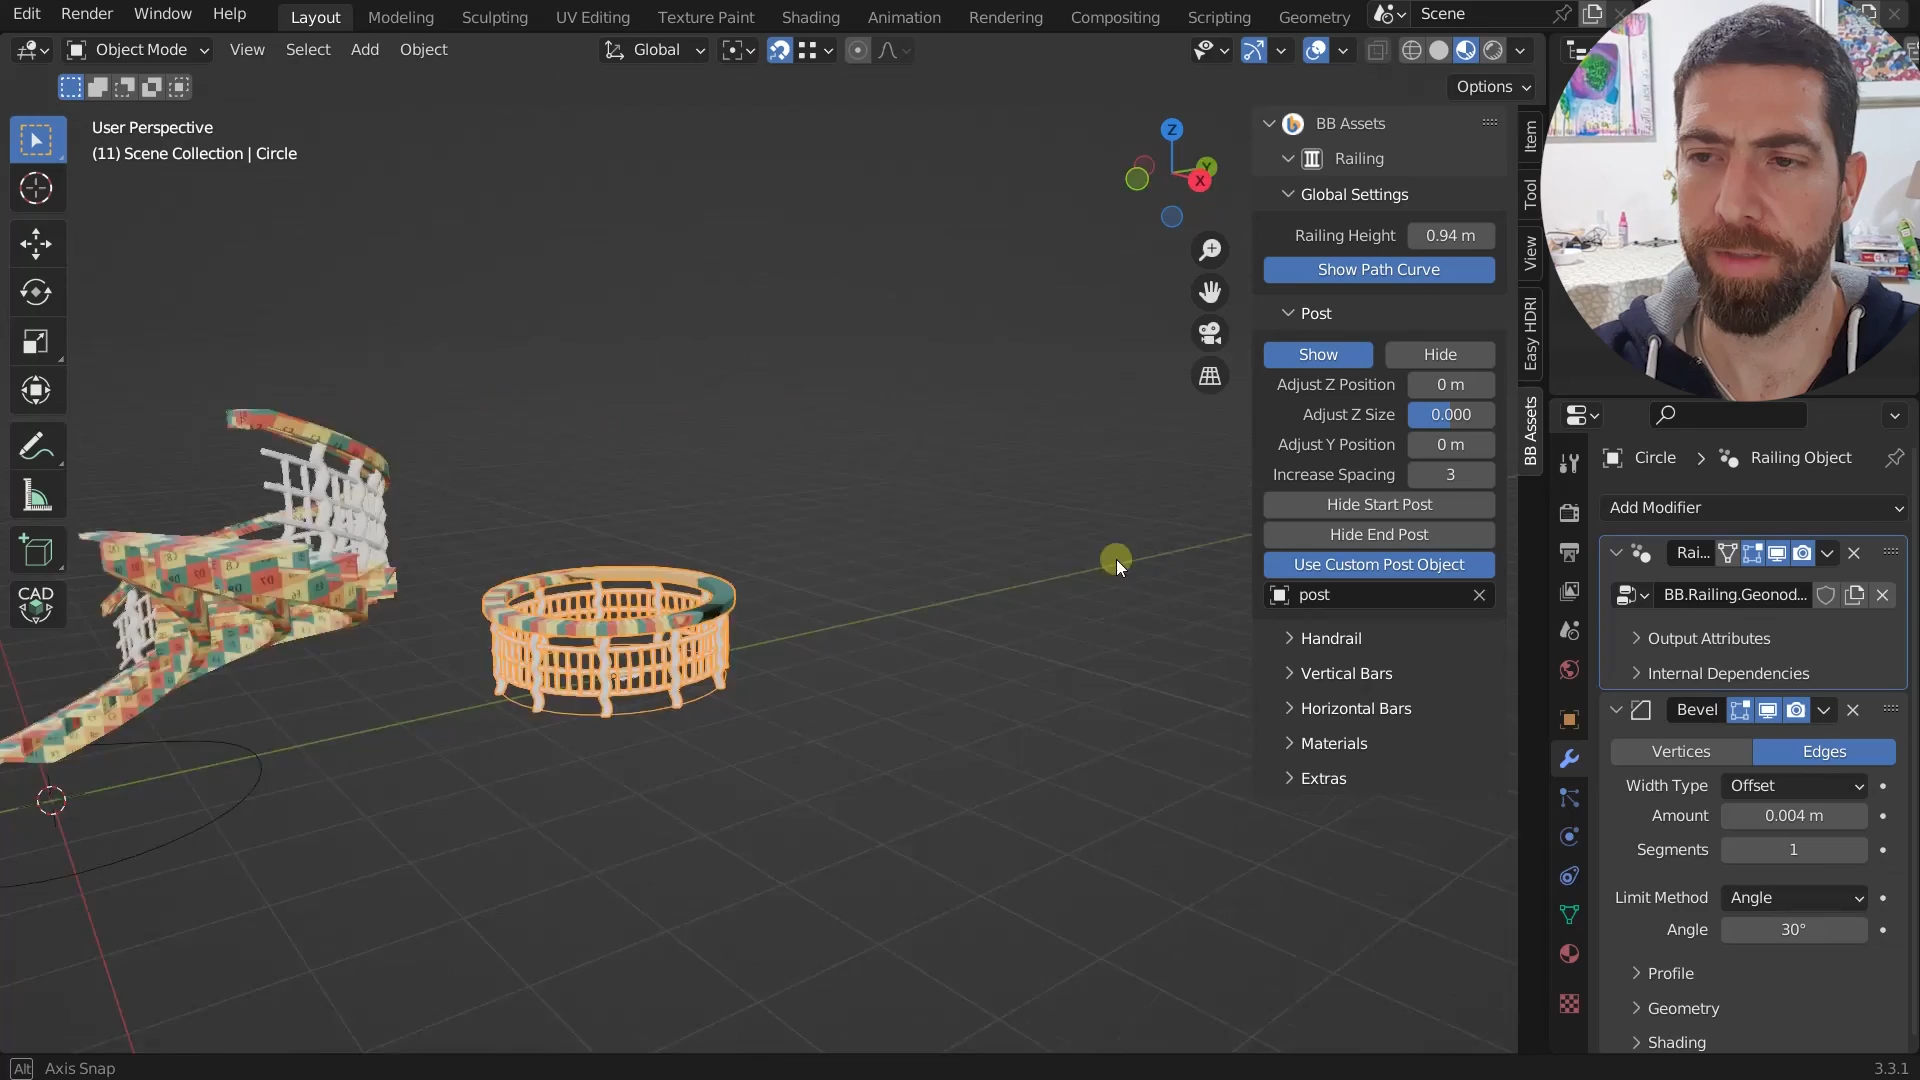 Edit Render Window Help Layout Modeling Sculpting UV Editing Texture Paint Shading Animation Rendering Compositing Scripting Geometry Scene
Object Mode View Select Add Object Global
Options
User Perspective
(11) Scene Collection | Circle
Z
Y
X
CAD
BB Assets
Railing
Global Settings
Railing Height 0.94 m
Show Path Curve
Post
Show Hide
Adjust Z Position 0 m
Adjust Z Size 0.000
Adjust Y Position 0 m
Increase Spacing 3
Hide Start Post
Hide End Post
Use Custom Post Object
post
Handrail
Vertical Bars
Horizontal Bars
Materials
Extras
Item
Tool
View
Easy HDRI
BB Assets
Circle Railing Object
Add Modifier
Rai...
BB.Railing.Geonod...
Output Attributes
Internal Dependencies
Bevel
Vertices Edges
Width Type Offset
Amount 0.004 m
Segments 1
Limit Method Angle
Angle 30°
Profile
Geometry
Shading
Alt Axis Snap
3.3.1